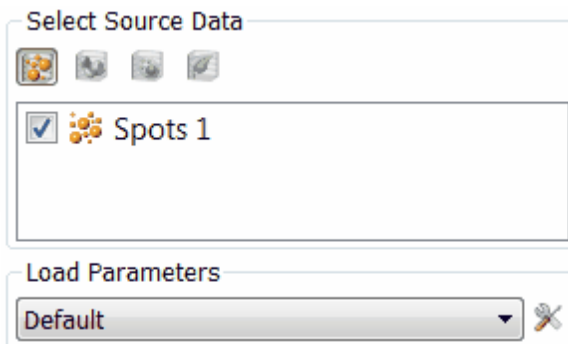 Select Source Data
Spots 1
Load Parameters
Default